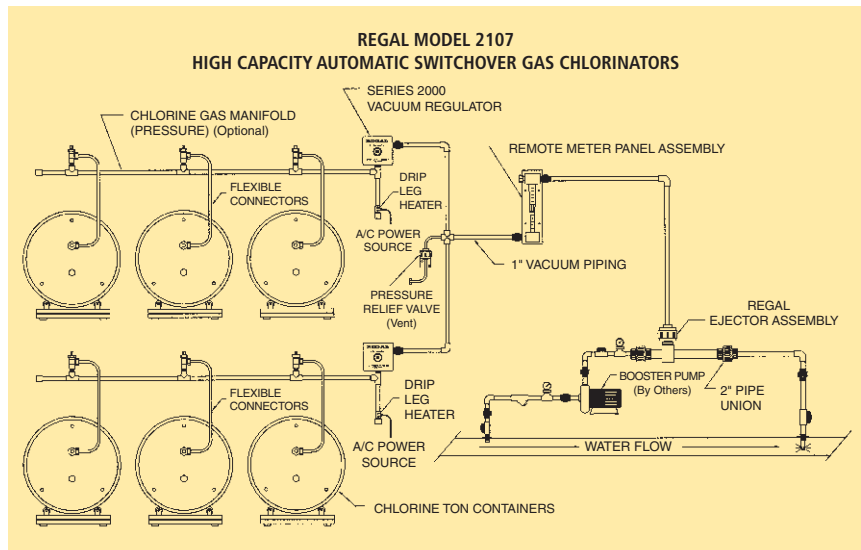 REGAL MODEL 2107
HIGH CAPACITY AUTOMATIC SWITCHOVER GAS CHLORINATORS
SERIES 2000
VACUUM REGULATOR
CHLORINE GAS MANIFOLD
(PRESSURE) (Optional)
REGAL
REMOTE METER PANEL ASSEMBLY
DRIP
LEG
HEATER
FLEXIBLE
CONNECTORS
A/C POWER
SOURCE
1" VACUUM PIPING
PRESSURE
RELIEF VALVE
(Vent)
REGAL
EJECTOR ASSEMBLY
REGAL
BOOSTER PUMP
(By Others)
2" PIPE
UNION
FLEXIBLE
CONNECTORS
DRIP
LEG
HEATER
A/C POWER
SOURCE
WATER FLOW
CHLORINE TON CONTAINERS